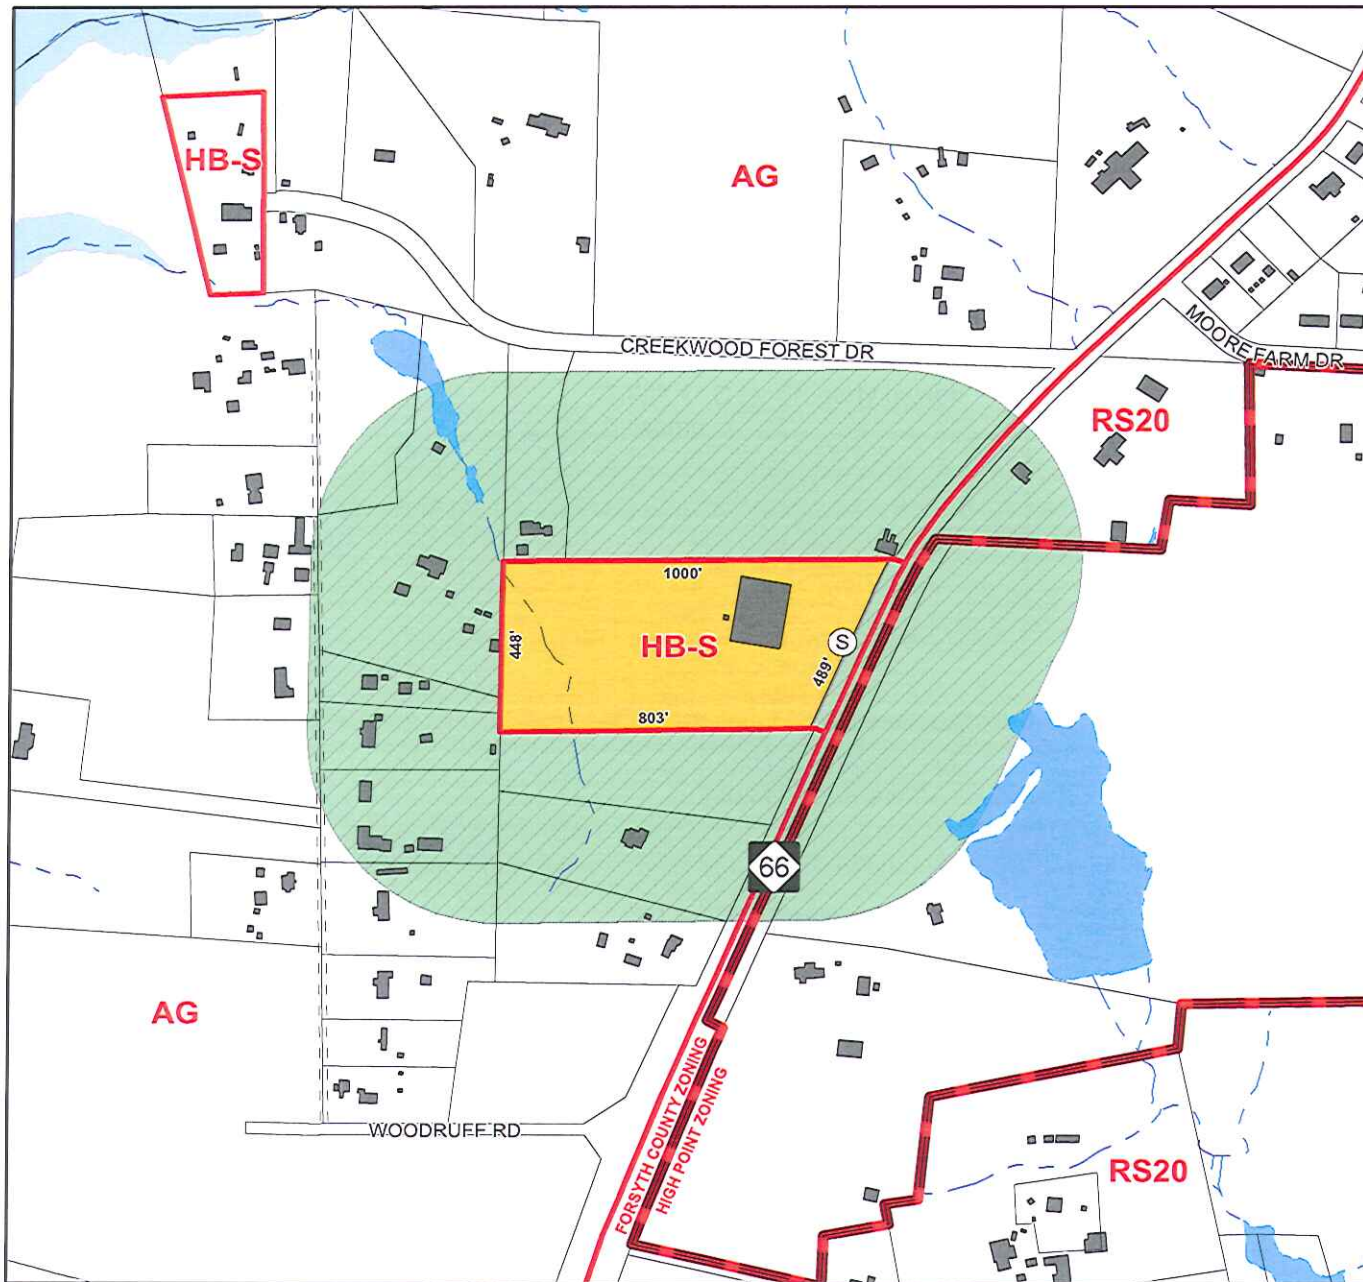 HB-S
AG
CREEKWOOD FOREST DR
MOORE FARM DR
RS20
1000'
HB-S
448'
489'
S
803'
66
AG
FORSYTH COUNTY ZONING
HIGH POINT ZONING
WOODRUFF RD
RS20